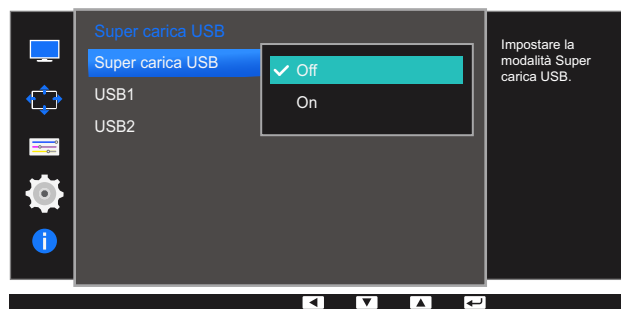 Super carica USB
Super carica USB
Off
USB1
On
USB2
Impostare la
modalità Super
carica USB.